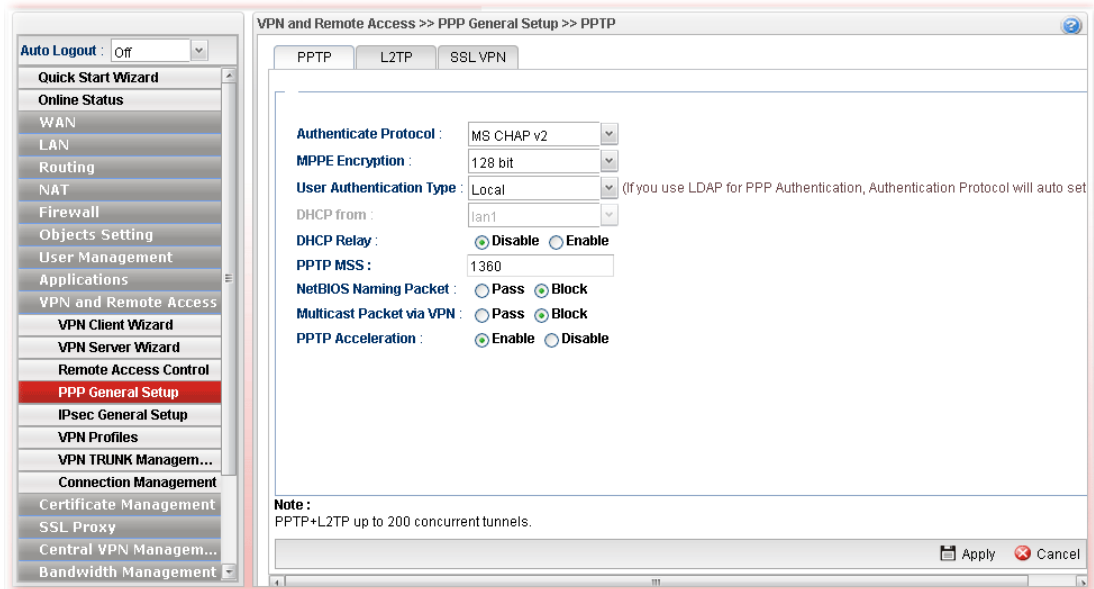 VPN and Remote Access >> PPP General Setup >> PPTP
Auto Logout : Off
Quick Start Wizard
Online Status
WAN
LAN
Routing
NAT
Firewall
Objects Setting
User Management
Applications
VPN and Remote Access
VPN Client Wizard
VPN Server Wizard
Remote Access Control
PPP General Setup
IPsec General Setup
VPN Profiles
VPN TRUNK Managem...
Connection Management
Certificate Management
SSL Proxy
Central VPN Managem...
Bandwidth Management
PPTP L2TP SSL VPN
Authenticate Protocol : MS CHAP v2
MPPE Encryption : 128 bit
User Authentication Type : Local (If you use LDAP for PPP Authentication, Authentication Protocol will auto set
DHCP from : lan1
DHCP Relay : Disable Enable
PPTP MSS : 1360
NetBIOS Naming Packet : Pass Block
Multicast Packet via VPN : Pass Block
PPTP Acceleration : Enable Disable
Note :
PPTP+L2TP up to 200 concurrent tunnels.
Apply Cancel